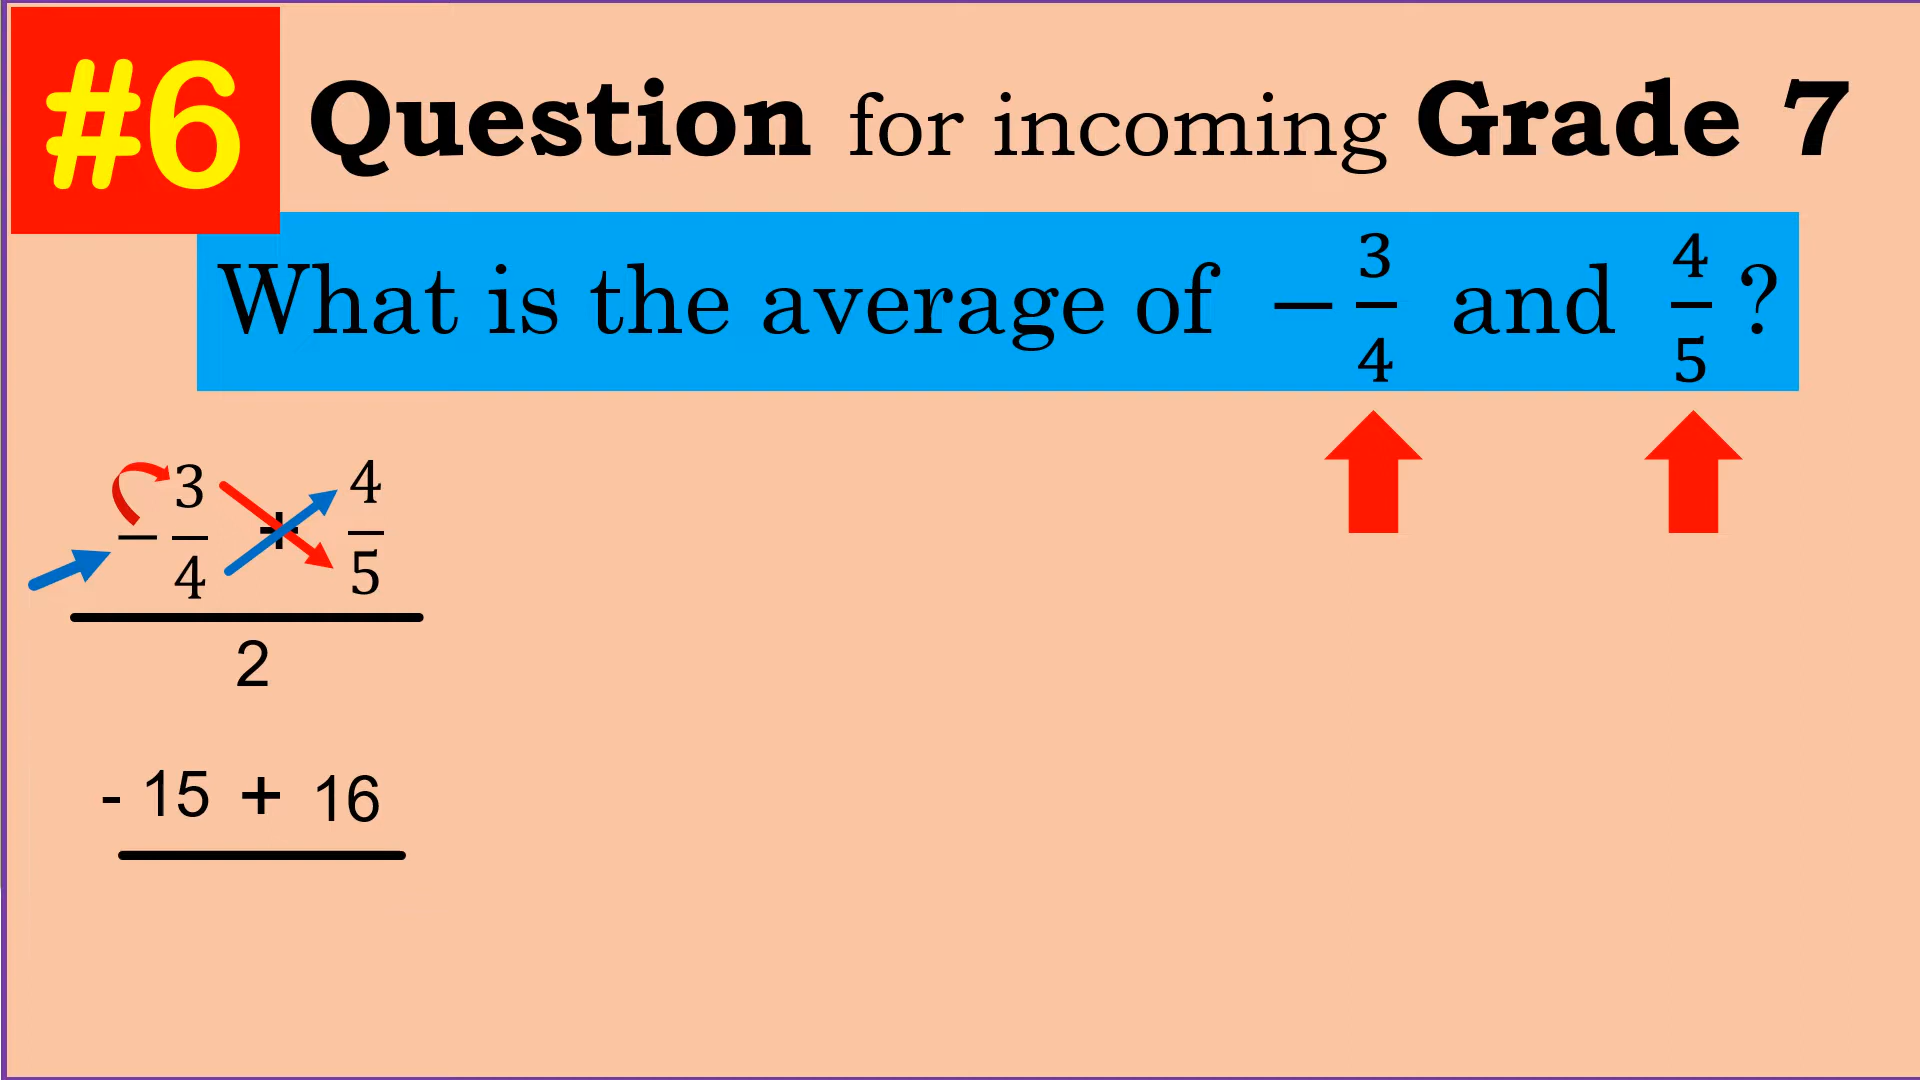 #6
Question for incoming Grade 7
What is the average of −3/4 and 4/5 ?
−3/4 + 4/5
2
- 15 + 16